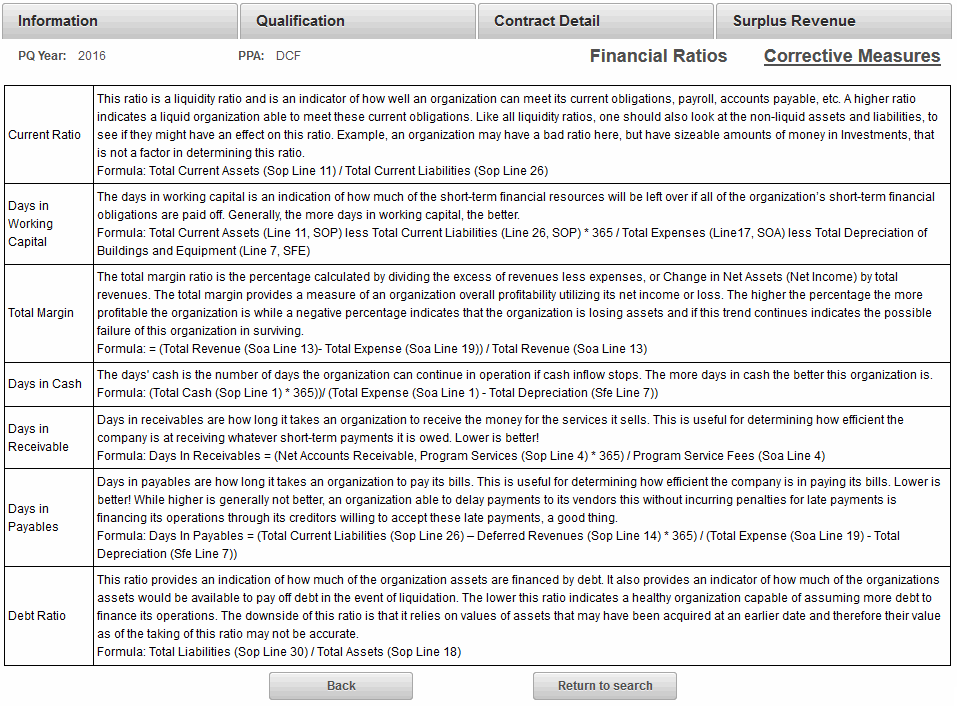 Information
Qualification
Contract Detail
Surplus Revenue
PQ Year: 2016
PPA: DCF
Financial Ratios
Corrective Measures
Current Ratio
This ratio is a liquidity ratio and is an indicator of how well an organization can meet its current obligations, payroll, accounts payable, etc. A higher ratio
indicates a liquid organization able to meet these current obligations. Like all liquidity ratios, one should also look at the non-liquid assets and liabilities, to
see if they might have an effect on this ratio. Example, an organization may have a bad ratio here, but have sizeable amounts of money in Investments, that
is not a factor in determining this ratio.
Formula: Total Current Assets (Sop Line 11) / Total Current Liabilities (Sop Line 26)
Days in
Working
Capital
The days in working capital is an indication of how much of the short-term financial resources will be left over if all of the organization's short-term financial
obligations are paid off. Generally, the more days in working capital, the better.
Formula: Total Current Assets (Line 11, SOP) less Total Current Liabilities (Line 26, SOP) * 365 / Total Expenses (Line17, SOA) less Total Depreciation of
Buildings and Equipment (Line 7, SFE)
Total Margin
The total margin ratio is the percentage calculated by dividing the excess of revenues less expenses, or Change in Net Assets (Net Income) by total
revenues. The total margin provides a measure of an organization overall profitability utilizing its net income or loss. The higher the percentage the more
profitable the organization is while a negative percentage indicates that the organization is losing assets and if this trend continues indicates the possible
failure of this organization in surviving.
Formula: = (Total Revenue (Soa Line 13)- Total Expense (Soa Line 19)) / Total Revenue (Soa Line 13)
Days in Cash
The days' cash is the number of days the organization can continue in operation if cash inflow stops. The more days in cash the better this organization is.
Formula: (Total Cash (Sop Line 1) * 365))/ (Total Expense (Soa Line 1) - Total Depreciation (Sfe Line 7))
Days in
Receivable
Days in receivables are how long it takes an organization to receive the money for the services it sells. This is useful for determining how efficient the
company is at receiving whatever short-term payments it is owed. Lower is better!
Formula: Days In Receivables = (Net Accounts Receivable, Program Services (Sop Line 4) * 365) / Program Service Fees (Soa Line 4)
Days in
Payables
Days in payables are how long it takes an organization to pay its bills. This is useful for determining how efficient the company is in paying its bills. Lower is
better! While higher is generally not better, an organization able to delay payments to its vendors this without incurring penalties for late payments is
financing its operations through its creditors willing to accept these late payments, a good thing.
Formula: Days In Payables = (Total Current Liabilities (Sop Line 26) – Deferred Revenues (Sop Line 14) * 365) / (Total Expense (Soa Line 19) - Total
Depreciation (Sfe Line 7))
Debt Ratio
This ratio provides an indication of how much of the organization assets are financed by debt. It also provides an indicator of how much of the organizations
assets would be available to pay off debt in the event of liquidation. The lower this ratio indicates a healthy organization capable of assuming more debt to
finance its operations. The downside of this ratio is that it relies on values of assets that may have been acquired at an earlier date and therefore their value
as of the taking of this ratio may not be accurate.
Formula: Total Liabilities (Sop Line 30) / Total Assets (Sop Line 18)
Back
Return to search